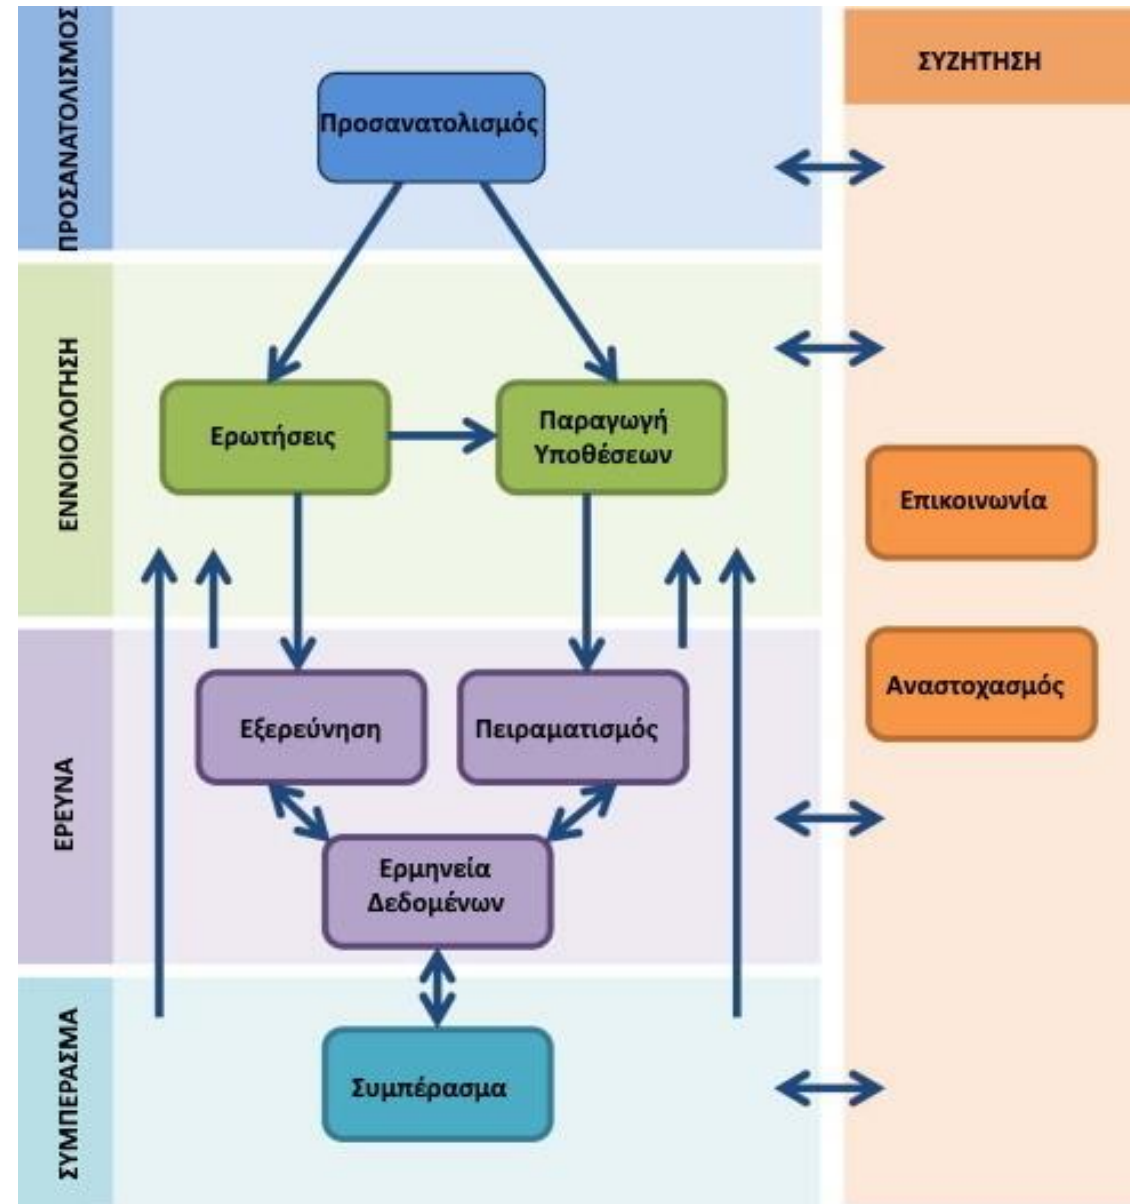 ΠΡΟΣΑΝΑΤΟΛΙΣΜΟΣ
Προσανατολισμός
ΣΥΖΗΤΗΣΗ
ΕΝΝΟΙΟΛΟΓΗΣΗ
Ερωτήσεις
Παραγωγή
Υποθέσεων
Επικοινωνία
Αναστοχασμός
ΕΡΕΥΝΑ
Εξερεύνηση
Πειραματισμός
Ερμηνεία
Δεδομένων
ΣΥΜΠΕΡΑΣΜΑ
Συμπέρασμα